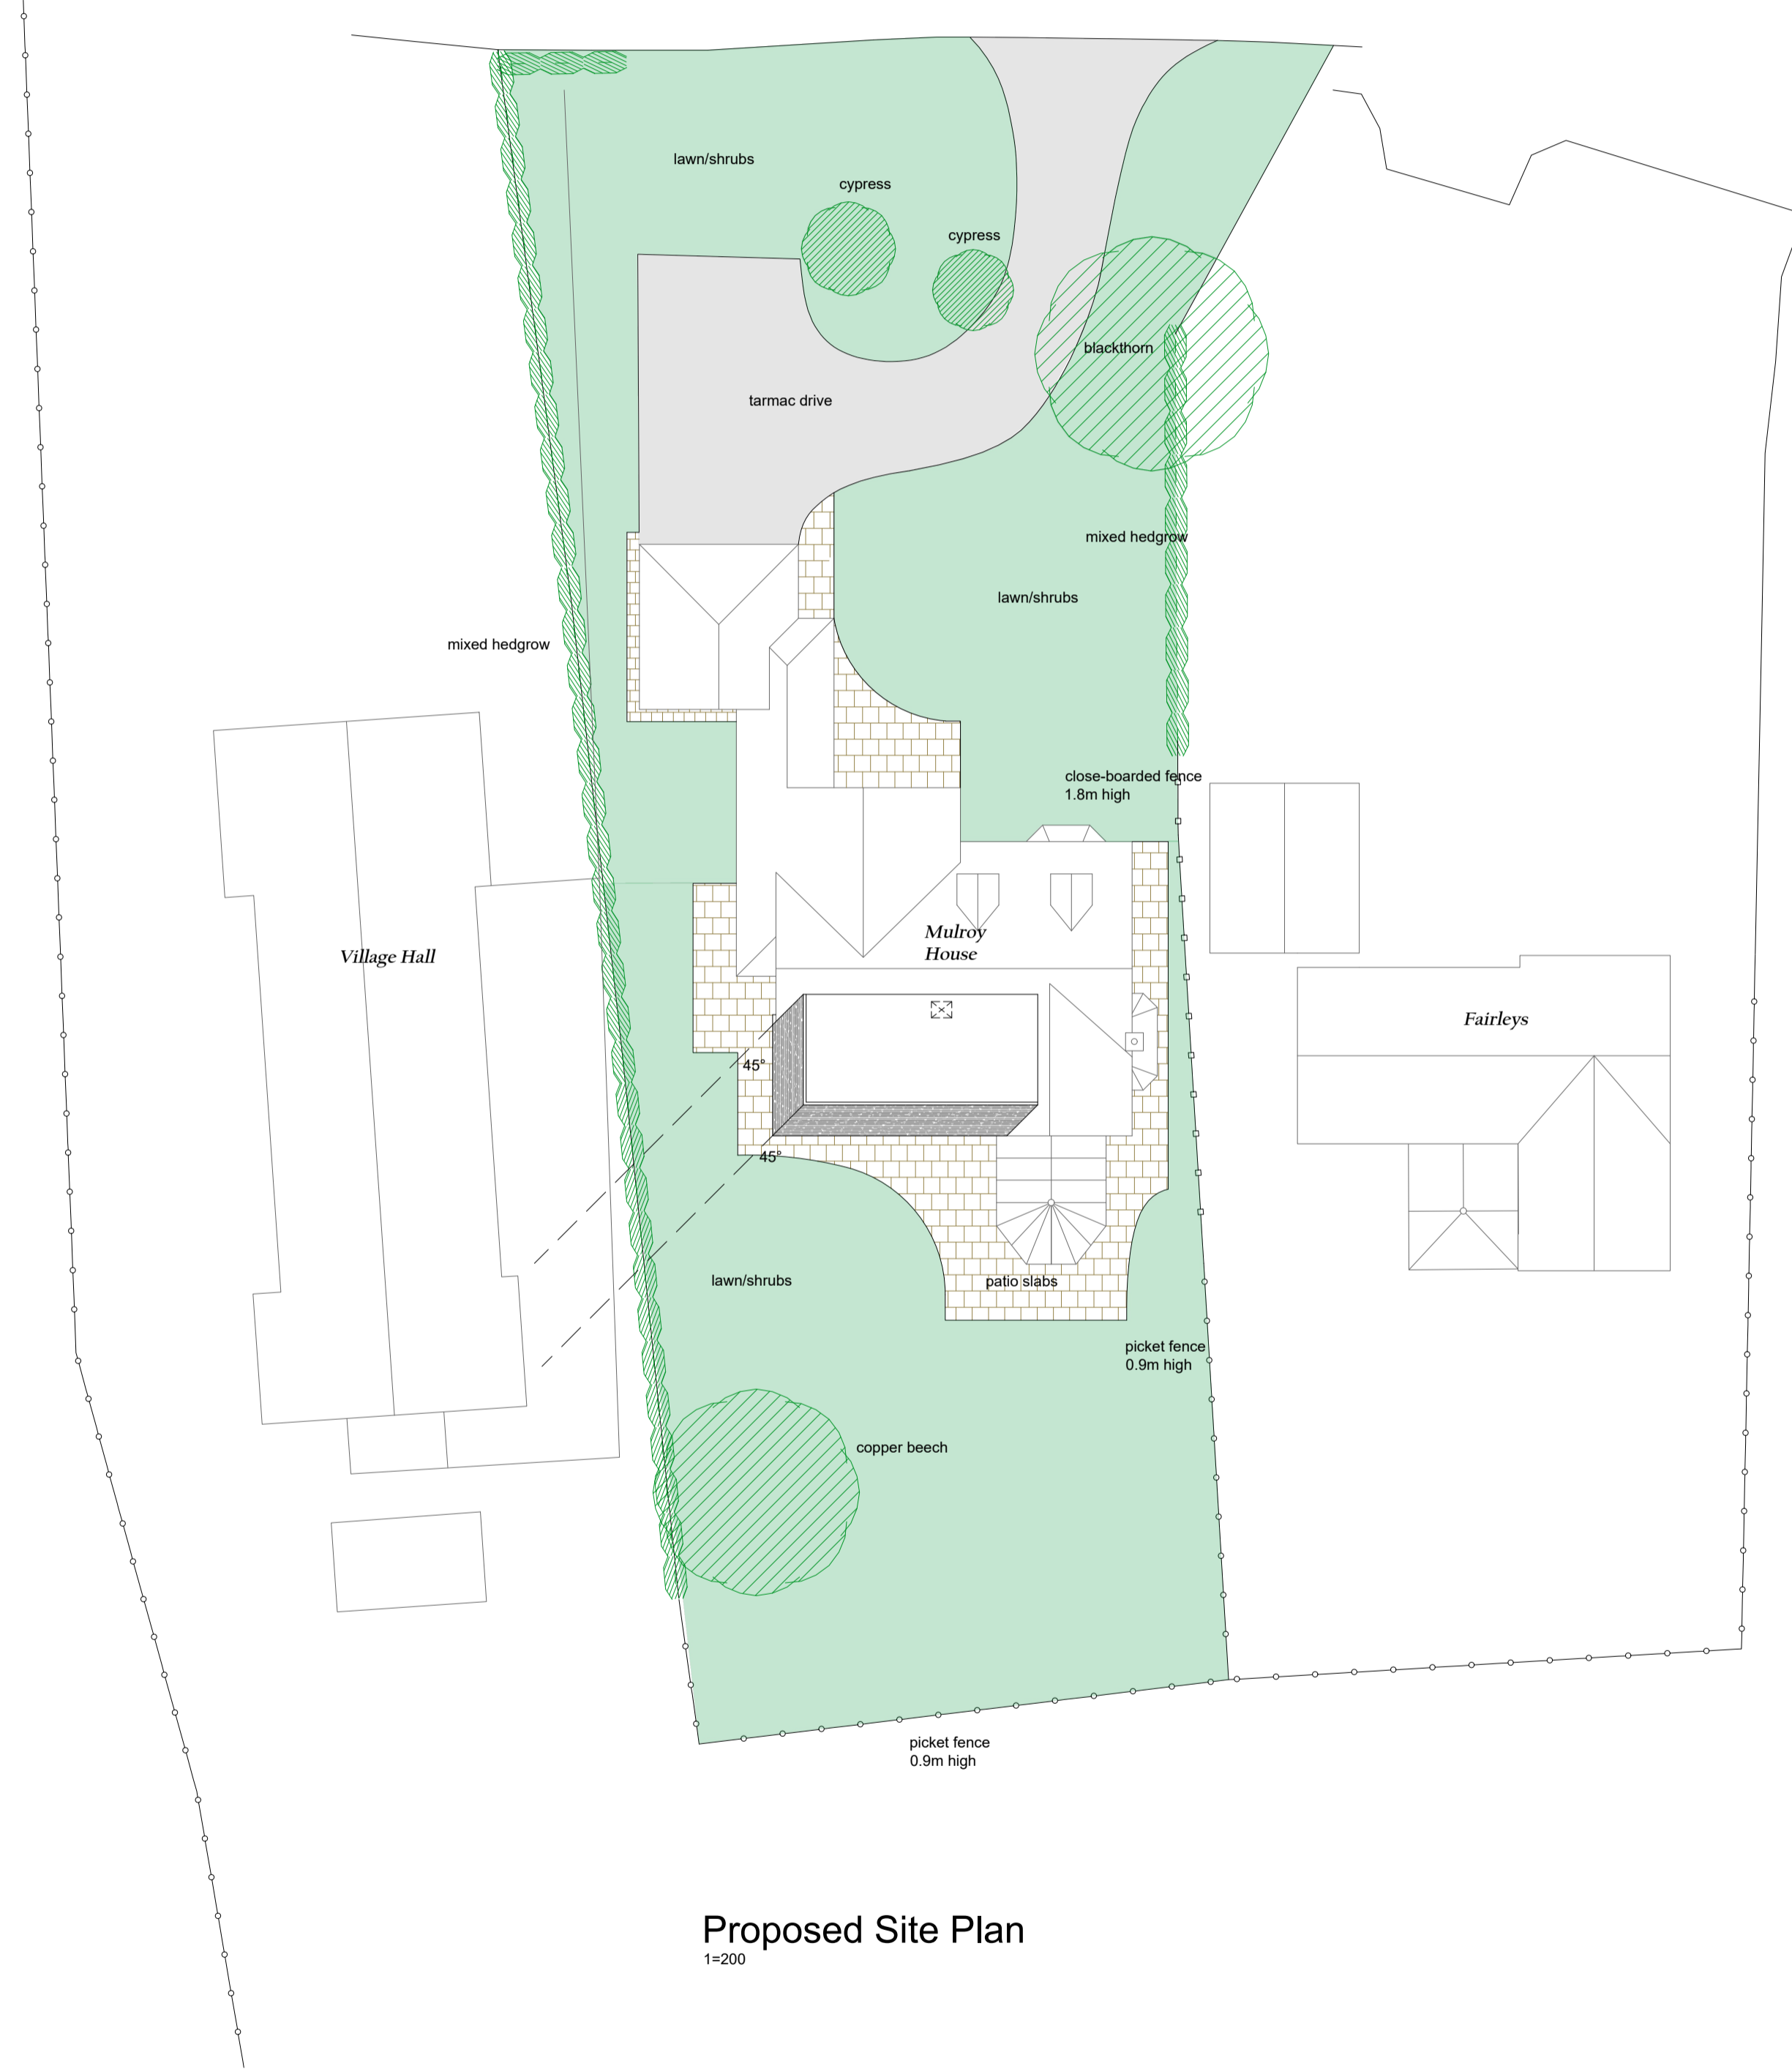 lawn/shrubs
cypress
cypress
blackthorn
tarmac drive
mixed hedgrow
lawn/shrubs
mixed hedgrow
close-boarded fence
1.8m high
Mulroy
House
Village Hall
Fairleys
45°
45°
lawn/shrubs
patio slabs
picket fence
0.9m high
copper beech
picket fence
0.9m high
Proposed Site Plan
1=200